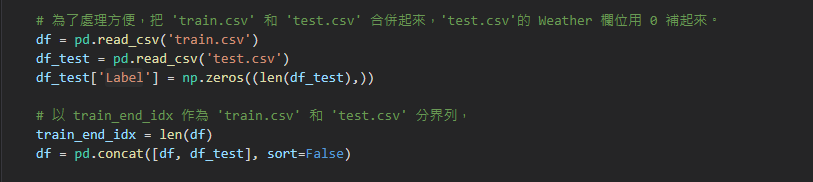 # 為了處理方便，把 'train.csv' 和 'test.csv' 合併起來，'test.csv'的 Weather 欄位用 0 補起來。
df = pd.read_csv('train.csv')
df_test = pd.read_csv('test.csv')
df_test['Label'] = np.zeros((len(df_test),))
# 以 train_end_idx 作為 'train.csv' 和 'test.csv' 分界列，
train_end_idx = len(df)
df = pd.concat([df, df_test], sort=False)